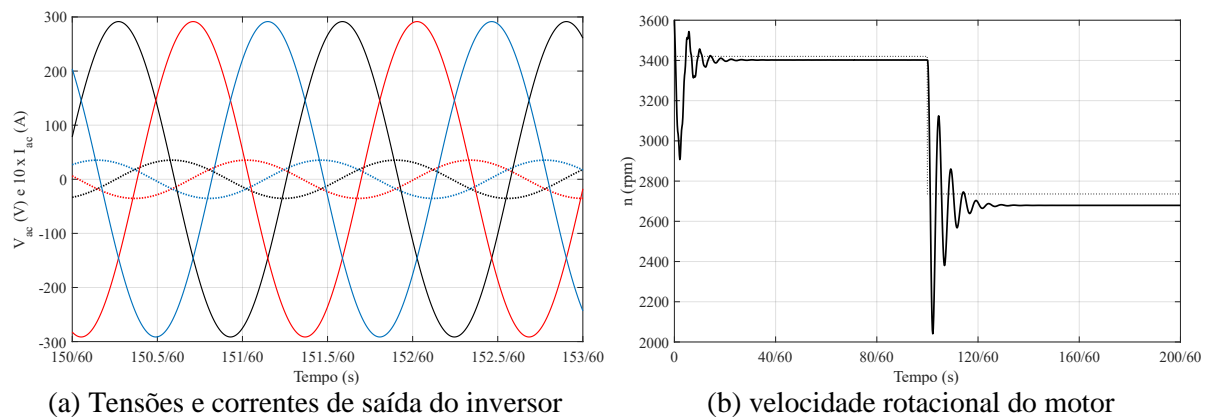 300
200
100
0
-100
-200
-300
V_ac (V) e 10 x I_ac (A)
150/60 150.5/60 151/60 151.5/60 152/60 152.5/60 153/60
Tempo (s)
(a) Tensões e correntes de saída do inversor
3600
3400
3200
3000
2800
2600
2400
2200
2000
n (rpm)
0 40/60 80/60 120/60 160/60 200/60
Tempo (s)
(b) velocidade rotacional do motor